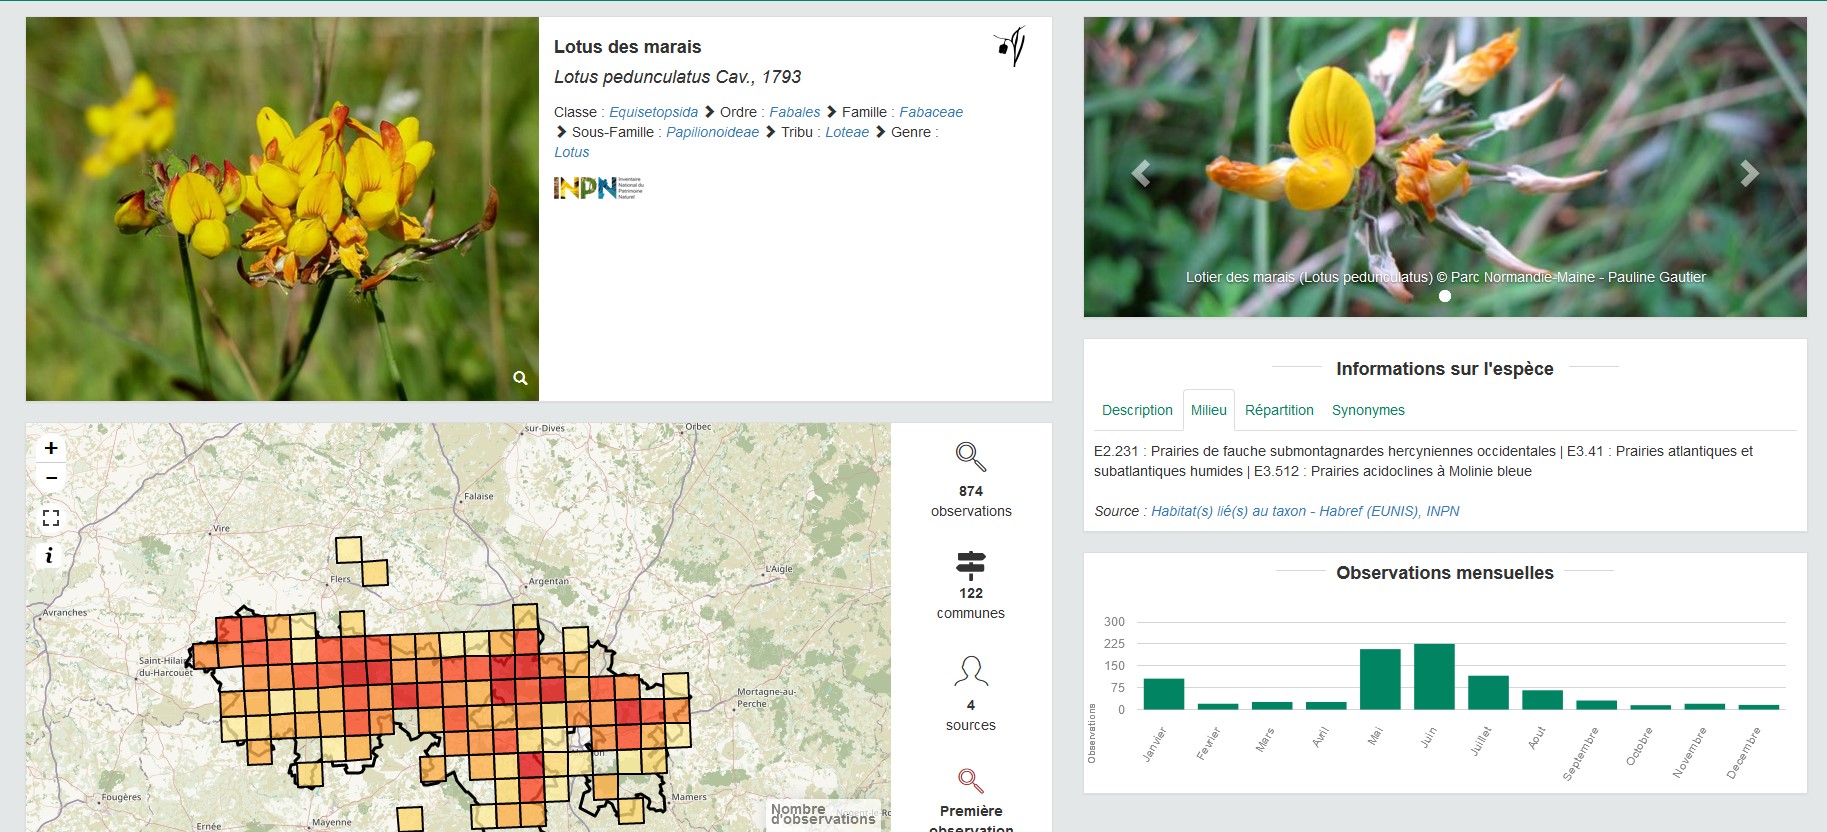 Lotus des marais
Lotus pedunculatus Cav., 1793
Classe : Equisetopsida > Ordre : Fabales > Famille : Fabaceae
> Sous-Famille : Papilionoideae > Tribu : Loteae > Genre :
Lotus
INPN Inventaire
National du
Patrimoine
Naturel
Lotier des marais (Lotus pedunculatus) © Parc Normandie-Maine - Pauline Gautier
+
−
i
sur-Dives
Orbec
Falaise
Vire
Flers
Argentan
L'Aigle
Avranches
Saint-Hilaire-
du-Harcouët
Mortagne-au-
Perche
Mamers
Fougères
Ernée
Mayenne
Nombre
d'observations
874
observations
122
communes
4
sources
Première
observation
Informations sur l'espèce
Description Milieu Répartition Synonymes
E2.231 : Prairies de fauche submontagnardes hercyniennes occidentales | E3.41 : Prairies atlantiques et
subatlantiques humides | E3.512 : Prairies acidoclines à Molinie bleue
Source : Habitat(s) lié(s) au taxon - Habref (EUNIS), INPN
Observations mensuelles
300
225
150
75
0
Observations
Janvier Fevrier Mars Avril Mai Juin Juillet Aout Septembre Octobre Novembre Decembre